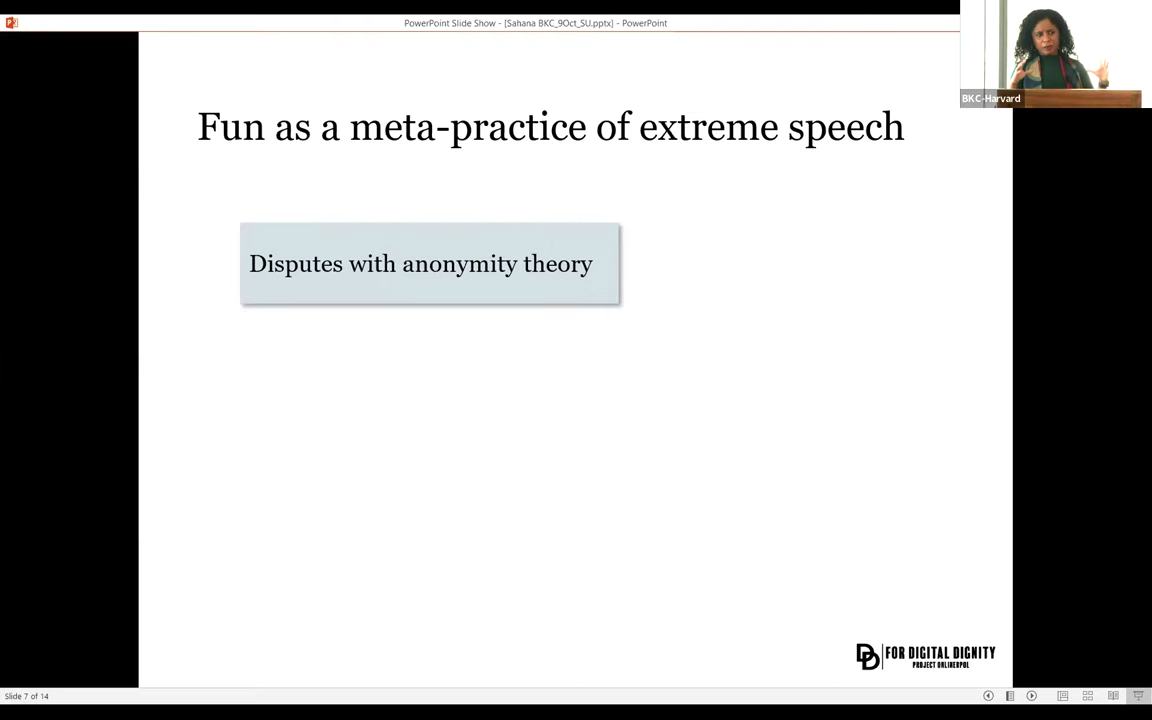 PowerPoint Slide Show - [Sahana BKC_9Oct_SU.pptx] - PowerPoint
BKC-Harvard
Fun as a meta-practice of extreme speech
Disputes with anonymity theory
DD FOR DIGITAL DIGNITY
PROJECT ONLINERPOL
Slide 7 of 14